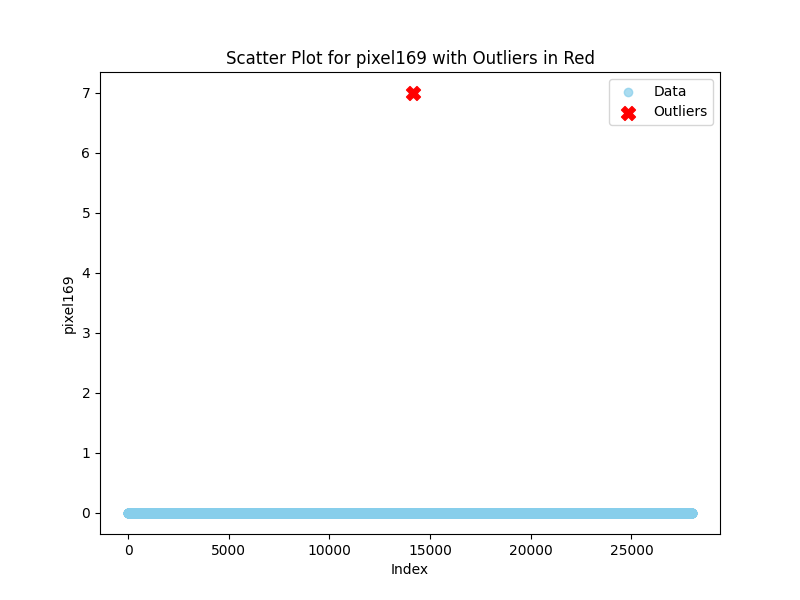 Scatter Plot for pixel169 with Outliers in Red
Data
Outliers
7
6
5
4
3
2
1
0
pixel169
0 5000 10000 15000 20000 25000
Index